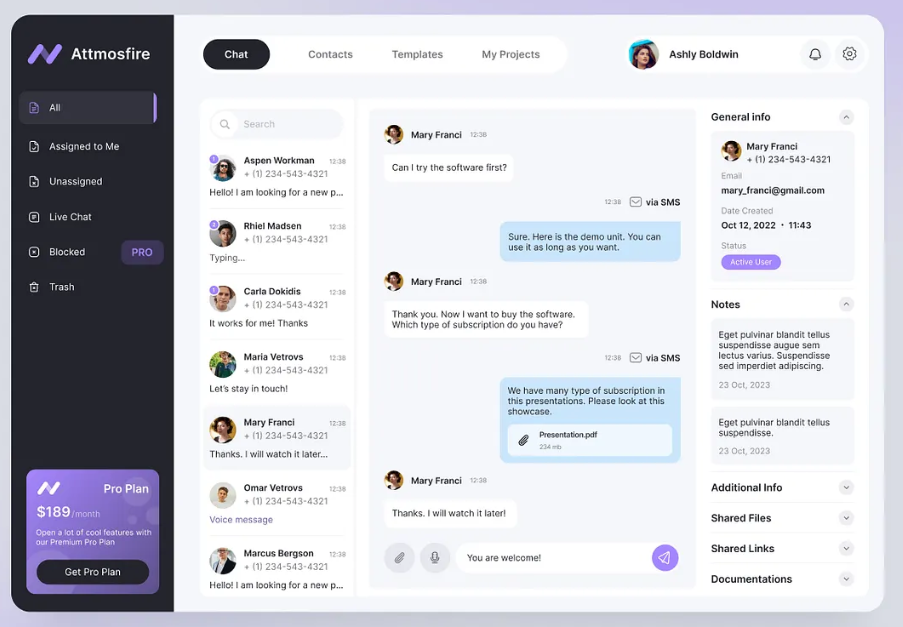 Attmosfire
All
Assigned to Me
Unassigned
Live Chat
Blocked
PRO
Trash
Pro Plan
$189/month
Open a lot of cool features with
our Premium Pro Plan
Get Pro Plan
Chat
Contacts
Templates
My Projects
Ashly Boldwin
Search
Aspen Workman 12:38
+ (1) 234-543-4321
Hello! I am looking for a new p...
Rhiel Madsen 12:38
+ (1) 234-543-4321
Typing...
Carla Dokidis 12:38
+ (1) 234-543-4321
It works for me! Thanks
Maria Vetrovs 12:38
+ (1) 234-543-4321
Let's stay in touch!
Mary Franci 12:38
+ (1) 234-543-4321
Thanks. I will watch it later...
Omar Vetrovs 12:38
+ (1) 234-543-4321
Voice message
Marcus Bergson 12:38
+ (1) 234-543-4321
Hello! I am looking for a new p...
Mary Franci 12:38
Can I try the software first?
12:38 via SMS
Sure. Here is the demo unit. You can
use it as long as you want.
Mary Franci 12:38
Thank you. Now I want to buy the software.
Which type of subscription do you have?
12:38 via SMS
We have many type of subscription in
this presentations. Please look at this
showcase.
Presentation.pdf
234 mb
Mary Franci 12:38
Thanks. I will watch it later!
You are welcome!
General info
Mary Franci
+ (1) 234-543-4321
Email
mary_franci@gmail.com
Date Created
Oct 12, 2022 • 11:43
Status
Active User
Notes
Eget pulvinar blandit tellus
suspendisse augue sem
lectus varius. Suspendisse
sed imperdiet adipiscing.
23 Oct, 2023
Eget pulvinar blandit tellus
suspendisse.
23 Oct, 2023
Additional Info
Shared Files
Shared Links
Documentations